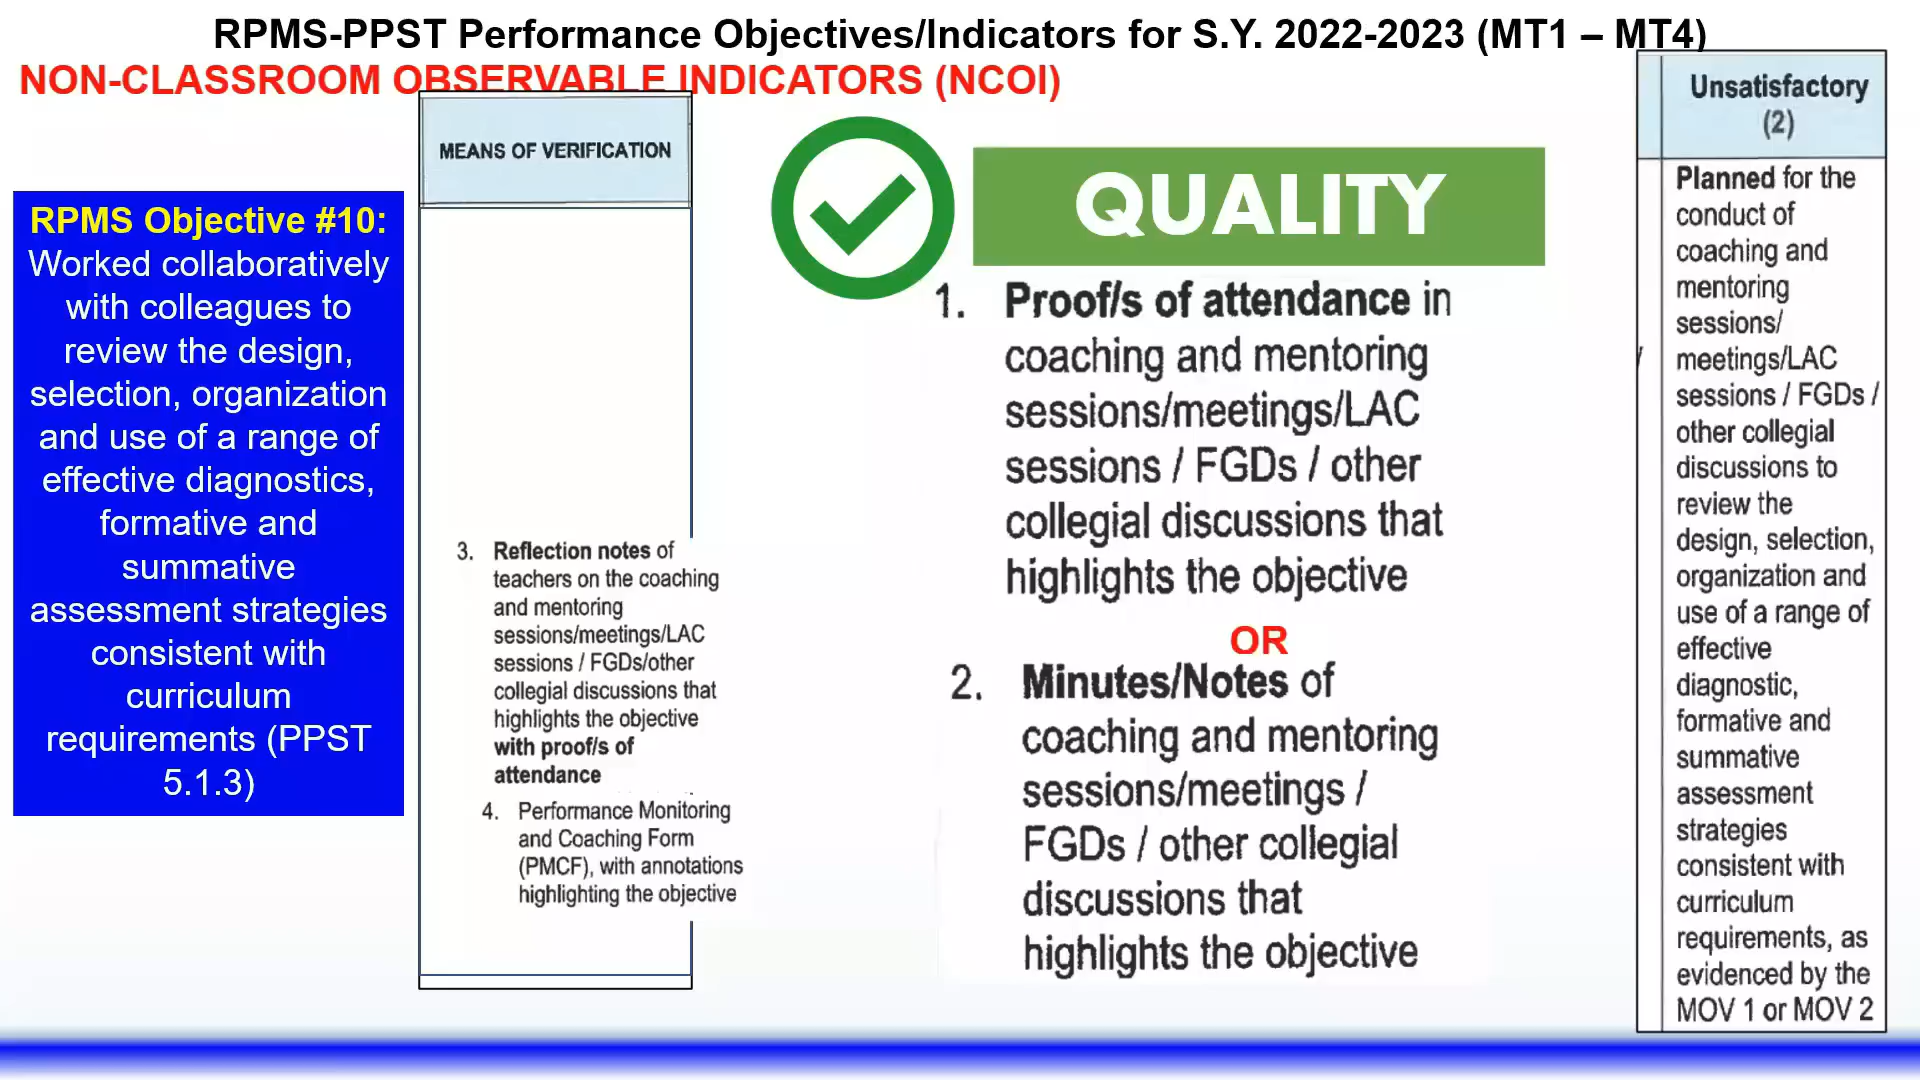 RPMS-PPST Performance Objectives/Indicators for S.Y. 2022-2023 (MT1 – MT4)
NON-CLASSROOM OBSERVABLE INDICATORS (NCOI)
RPMS Objective #10:
Worked collaboratively
with colleagues to
review the design,
selection, organization
and use of a range of
effective diagnostics,
formative and
summative
assessment strategies
consistent with
curriculum
requirements (PPST
5.1.3)
MEANS OF VERIFICATION
3. Reflection notes of
teachers on the coaching
and mentoring
sessions/meetings/LAC
sessions / FGDs/other
collegial discussions that
highlights the objective
with proof/s of
attendance
4. Performance Monitoring
and Coaching Form
(PMCF), with annotations
highlighting the objective
QUALITY
1. Proof/s of attendance in
coaching and mentoring
sessions/meetings/LAC
sessions / FGDs / other
collegial discussions that
highlights the objective
OR
2. Minutes/Notes of
coaching and mentoring
sessions/meetings /
FGDs / other collegial
discussions that
highlights the objective
Unsatisfactory
(2)
Planned for the
conduct of
coaching and
mentoring
sessions/
meetings/LAC
sessions / FGDs /
other collegial
discussions to
review the
design, selection,
organization and
use of a range of
effective
diagnostic,
formative and
summative
assessment
strategies
consistent with
curriculum
requirements, as
evidenced by the
MOV 1 or MOV 2